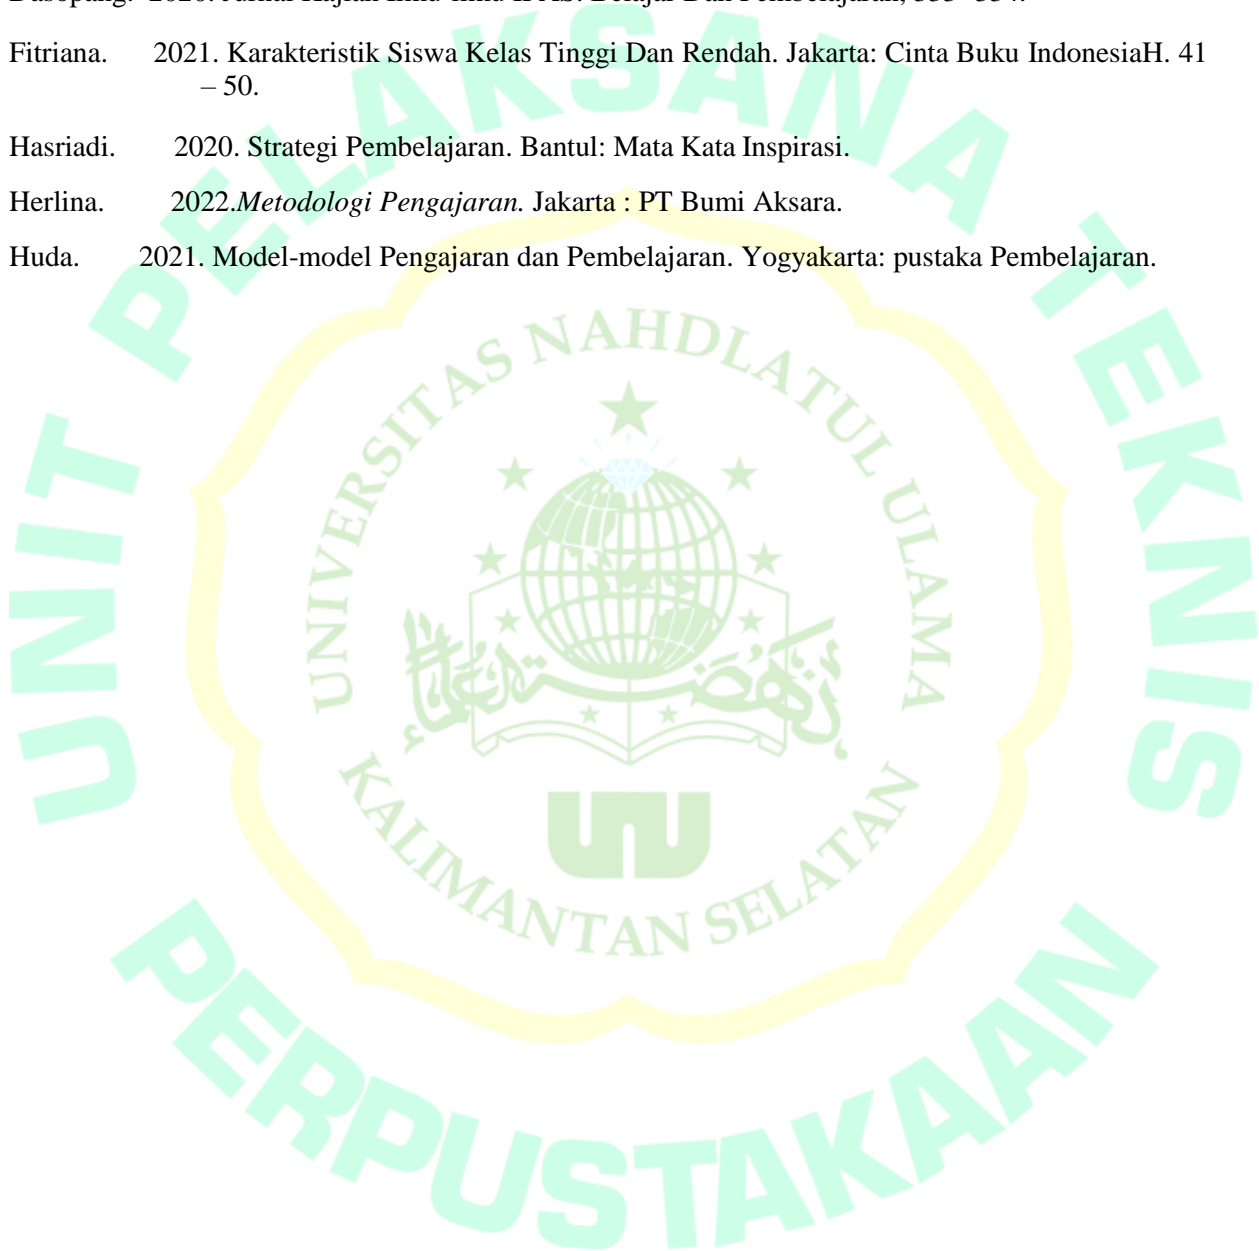 Fitriana. 2021. Karakteristik Siswa Kelas Tinggi Dan Rendah. Jakarta: Cinta Buku IndonesiaH. 41
– 50.
Hasriadi. 2020. Strategi Pembelajaran. Bantul: Mata Kata Inspirasi.
Herlina. 2022.Metodologi Pengajaran. Jakarta : PT Bumi Aksara.
Huda. 2021. Model-model Pengajaran dan Pembelajaran. Yogyakarta: pustaka Pembelajaran.
UNIT PELAKSANA TEKNIS
UNIVERSITAS NAHDLATUL ULAMA
نهضة العلماء
KALIMANTAN SELATAN
PERPUSTAKAAN